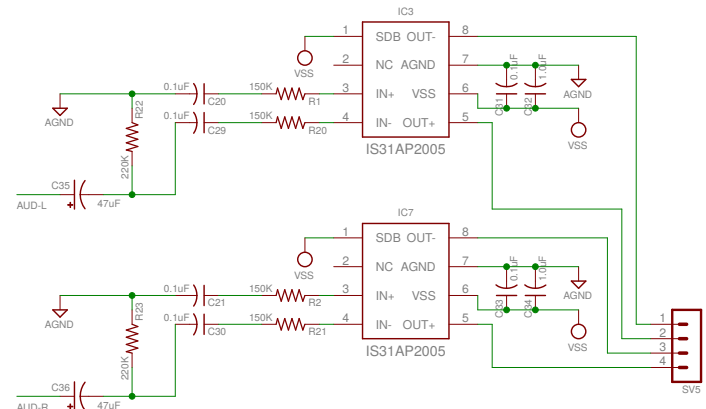 IC3
1 SDB OUT- 8
2 NC AGND 7
3 IN+ VSS 6
4 IN- OUT+ 5
IS31AP2005
VSS
0.1uF
C20
150K
R1
0.1uF
C29
150K
R20
AGND
R22
220K
C35
47uF
AUD-L
C31
0.1uF
C32
1.0uF
AGND
VSS
IC7
1 SDB OUT- 8
2 NC AGND 7
3 IN+ VSS 6
4 IN- OUT+ 5
IS31AP2005
VSS
0.1uF
C21
150K
R2
0.1uF
C30
150K
R21
AGND
R23
220K
C36
47uF
AUD-R
C33
0.1uF
C34
1.0uF
AGND
VSS
1
2
3
4
SV5